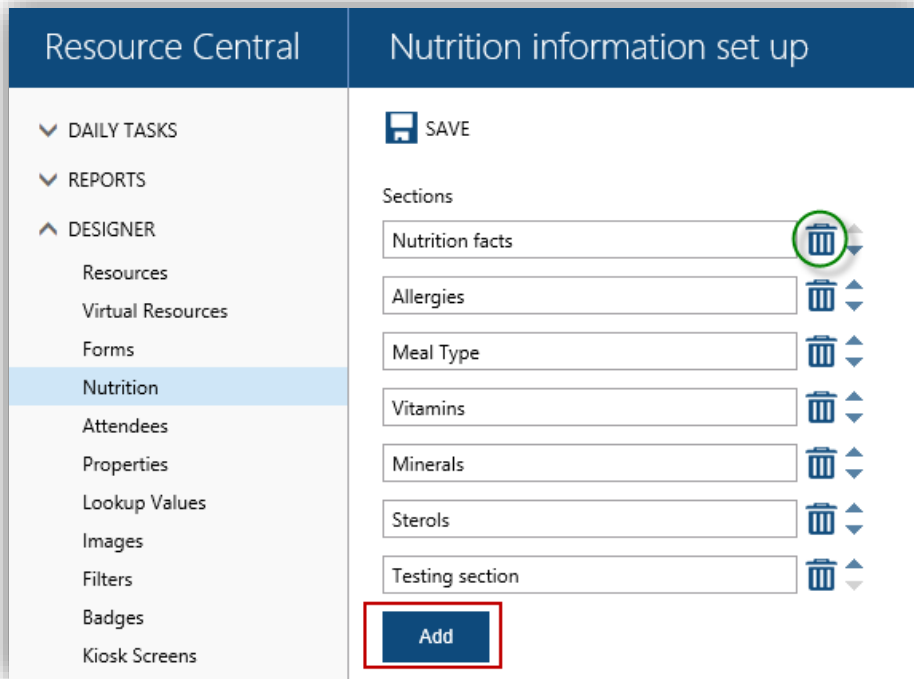 Resource Central
Nutrition information set up
DAILY TASKS
REPORTS
DESIGNER
Resources
Virtual Resources
Forms
Nutrition
Attendees
Properties
Lookup Values
Images
Filters
Badges
Kiosk Screens
SAVE
Sections
Nutrition facts
Allergies
Meal Type
Vitamins
Minerals
Sterols
Testing section
Add